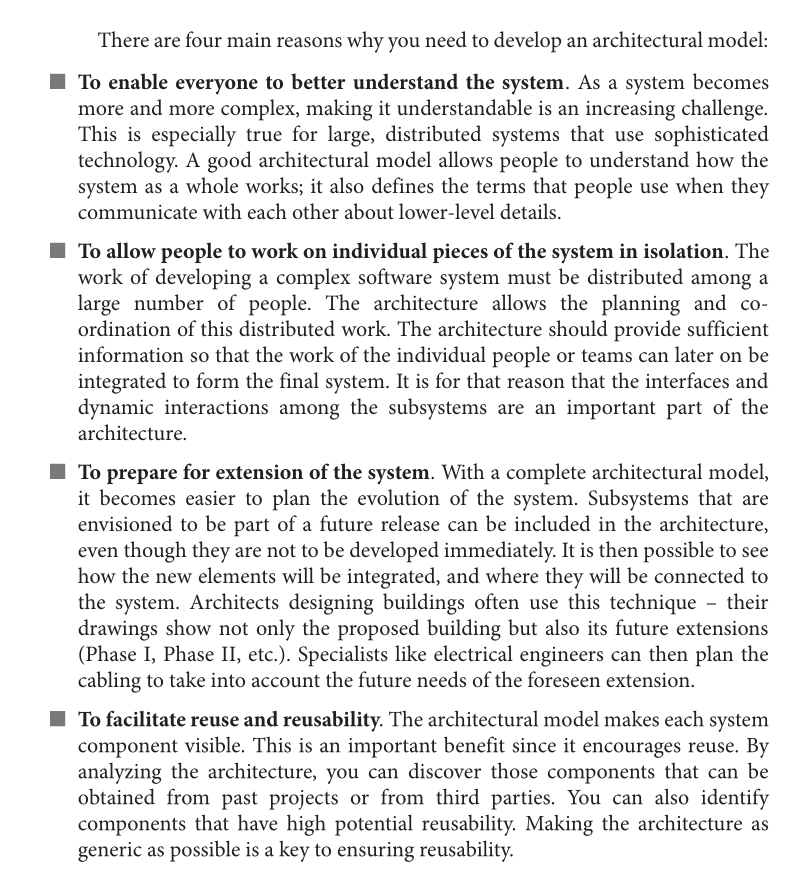 There are four main reasons why you need to develop an architectural model:
To enable everyone to better understand the system. As a system becomes
more and more complex, making it understandable is an increasing challenge.
This is especially true for large, distributed systems that use sophisticated
technology. A good architectural model allows people to understand how the
system as a whole works; it also defines the terms that people use when they
communicate with each other about lower-level details.
To allow people to work on individual pieces of the system in isolation. The
work of developing a complex software system must be distributed among a
large number of people. The architecture allows the planning and co-
ordination of this distributed work. The architecture should provide sufficient
information so that the work of the individual people or teams can later on be
integrated to form the final system. It is for that reason that the interfaces and
dynamic interactions among the subsystems are an important part of the
architecture.
To prepare for extension of the system. With a complete architectural model,
it becomes easier to plan the evolution of the system. Subsystems that are
envisioned to be part of a future release can be included in the architecture,
even though they are not to be developed immediately. It is then possible to see
how the new elements will be integrated, and where they will be connected to
the system. Architects designing buildings often use this technique – their
drawings show not only the proposed building but also its future extensions
(Phase I, Phase II, etc.). Specialists like electrical engineers can then plan the
cabling to take into account the future needs of the foreseen extension.
To facilitate reuse and reusability. The architectural model makes each system
component visible. This is an important benefit since it encourages reuse. By
analyzing the architecture, you can discover those components that can be
obtained from past projects or from third parties. You can also identify
components that have high potential reusability. Making the architecture as
generic as possible is a key to ensuring reusability.